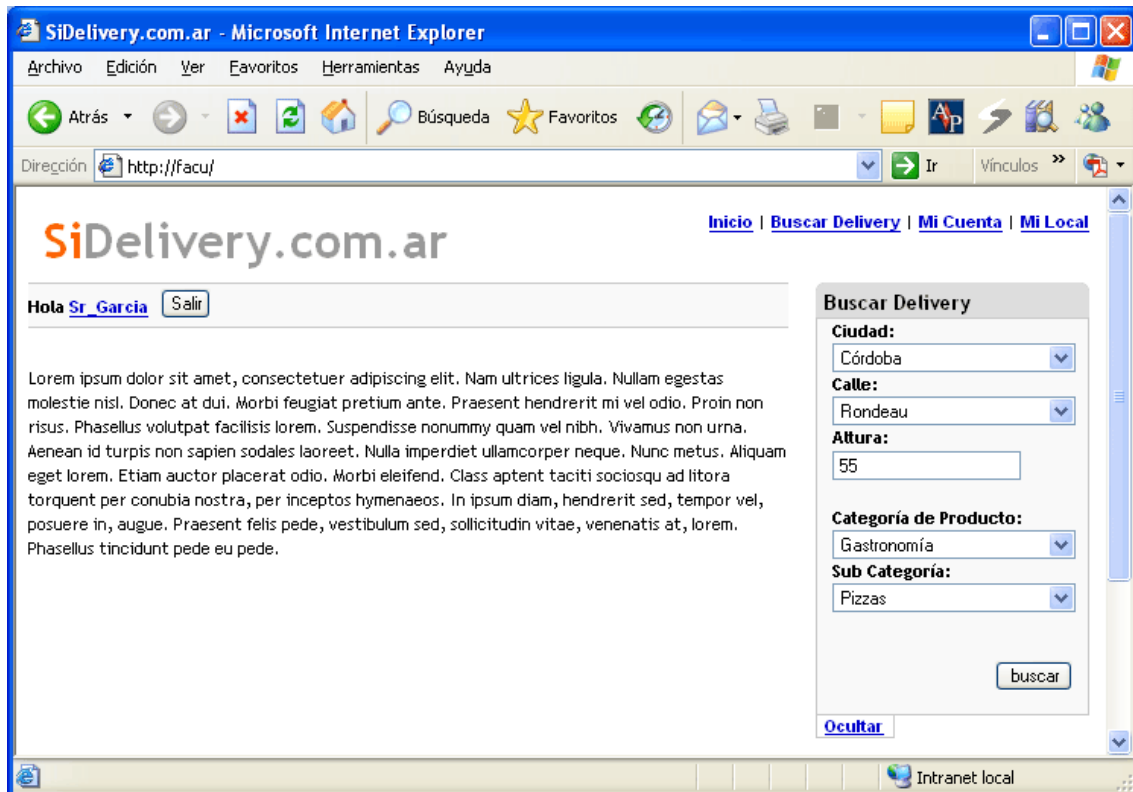 SiDelivery.com.ar - Microsoft Internet Explorer
Archivo Edición Ver Favoritos Herramientas Ayuda
Atrás Búsqueda Favoritos
Dirección http://facu/ Ir Vínculos »
SiDelivery.com.ar
Inicio | Buscar Delivery | Mi Cuenta | Mi Local
Hola Sr_Garcia Salir
Lorem ipsum dolor sit amet, consectetuer adipiscing elit. Nam ultrices ligula. Nullam egestas
molestie nisl. Donec at dui. Morbi feugiat pretium ante. Praesent hendrerit mi vel odio. Proin non
risus. Phasellus volutpat facilisis lorem. Suspendisse nonummy quam vel nibh. Vivamus non urna.
Aenean id turpis non sapien sodales laoreet. Nulla imperdiet ullamcorper neque. Nunc metus. Aliquam
eget lorem. Etiam auctor placerat odio. Morbi eleifend. Class aptent taciti sociosqu ad litora
torquent per conubia nostra, per inceptos hymenaeos. In ipsum diam, hendrerit sed, tempor vel,
posuere in, augue. Praesent felis pede, vestibulum sed, sollicitudin vitae, venenatis at, lorem.
Phasellus tincidunt pede eu pede.
Buscar Delivery
Ciudad:
Córdoba
Calle:
Rondeau
Altura:
55
Categoría de Producto:
Gastronomía
Sub Categoría:
Pizzas
buscar
Ocultar
Intranet local